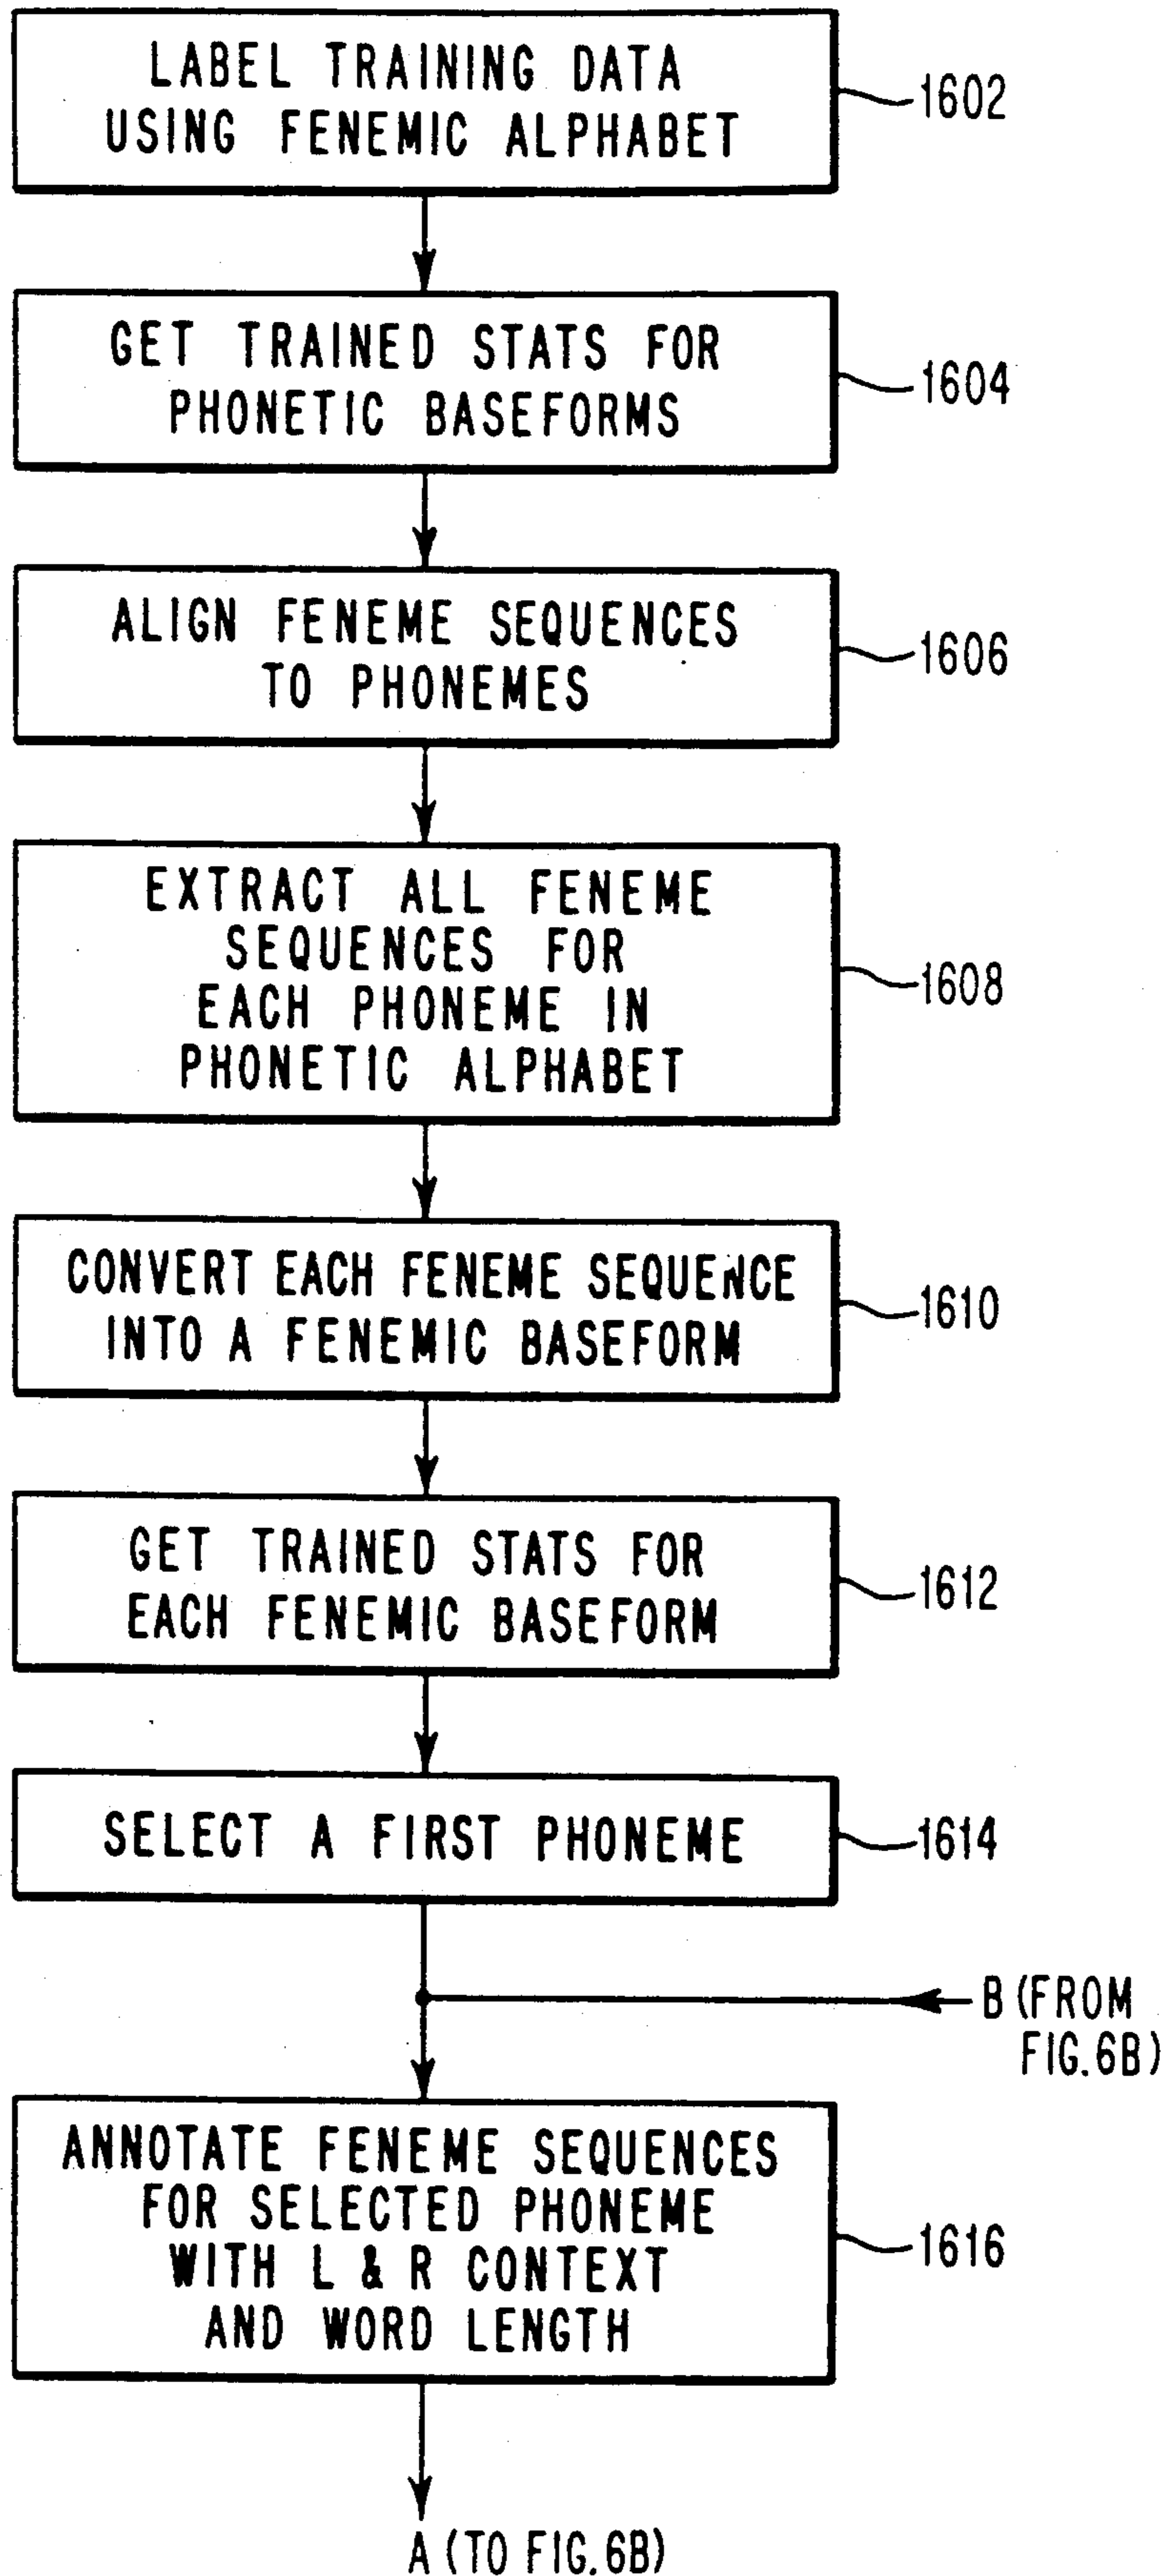 LABEL TRAINING DATA
USING FENEMIC ALPHABET
1602
GET TRAINED STATS FOR
PHONETIC BASEFORMS
1604
ALIGN FENEME SEQUENCES
TO PHONEMES
1606
EXTRACT ALL FENEME
SEQUENCES FOR
EACH PHONEME IN
PHONETIC ALPHABET
1608
CONVERT EACH FENEME SEQUENCE
INTO A FENEMIC BASEFORM
1610
GET TRAINED STATS FOR
EACH FENEMIC BASEFORM
1612
SELECT A FIRST PHONEME
1614
B (FROM
FIG.6B)
ANNOTATE FENEME SEQUENCES
FOR SELECTED PHONEME
WITH L & R CONTEXT
AND WORD LENGTH
1616
A (TO FIG.6B)